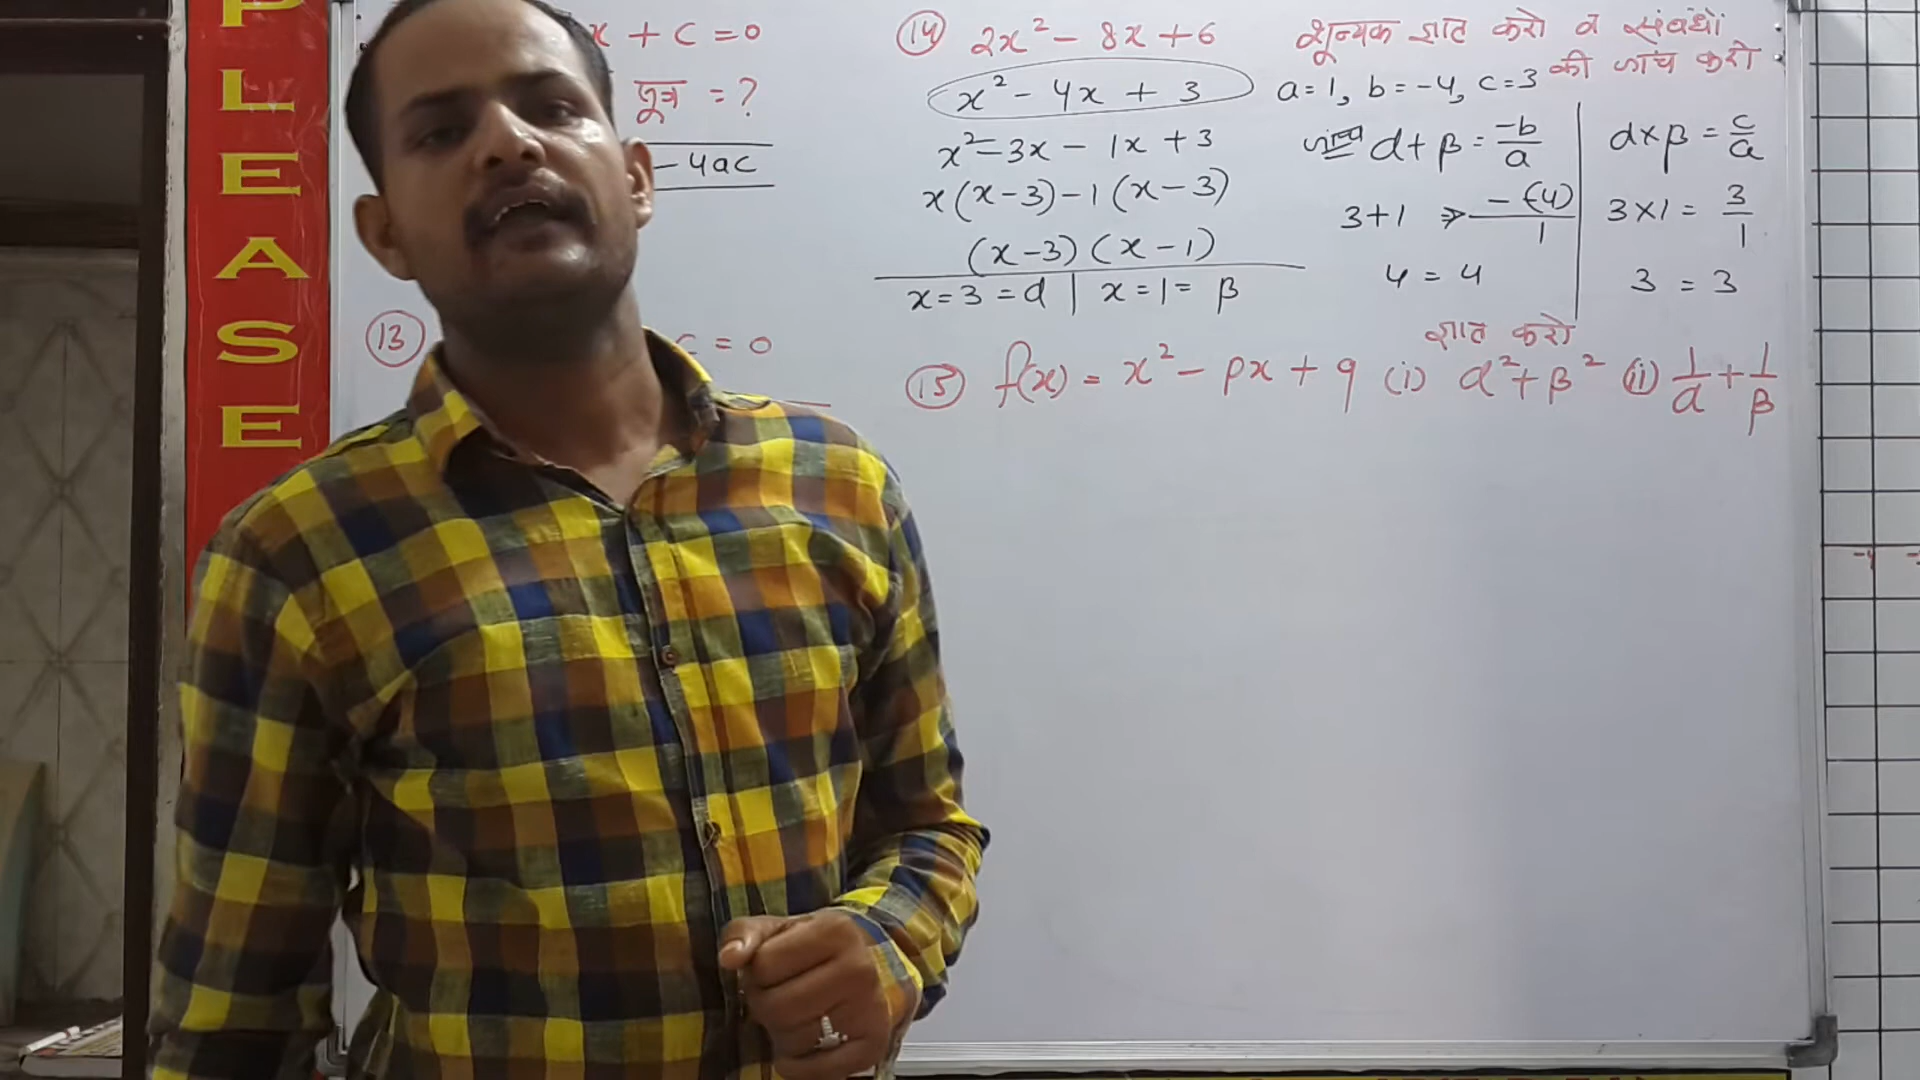 PLEASE
x + c = 0
सूत्र = ?
- 4ac
(13)
c = 0
(14) 2x² - 8x + 6 शून्यक ज्ञात करो व संबंधों
की जांच करो
x² - 4x + 3 a = 1, b = -4, c = 3
x² - 3x - 1x + 3
x(x-3) - 1(x-3)
(x-3)(x-1)
x = 3 = α | x = 1 = β
जांच α + β = -b/a
3+1 ⇒ -(-4)/1
4 = 4
α×β = c/a
3×1 = 3/1
3 = 3
ज्ञात करो
(15) f(x) = x² - px + q (i) α² + β² (ii) 1/α + 1/β